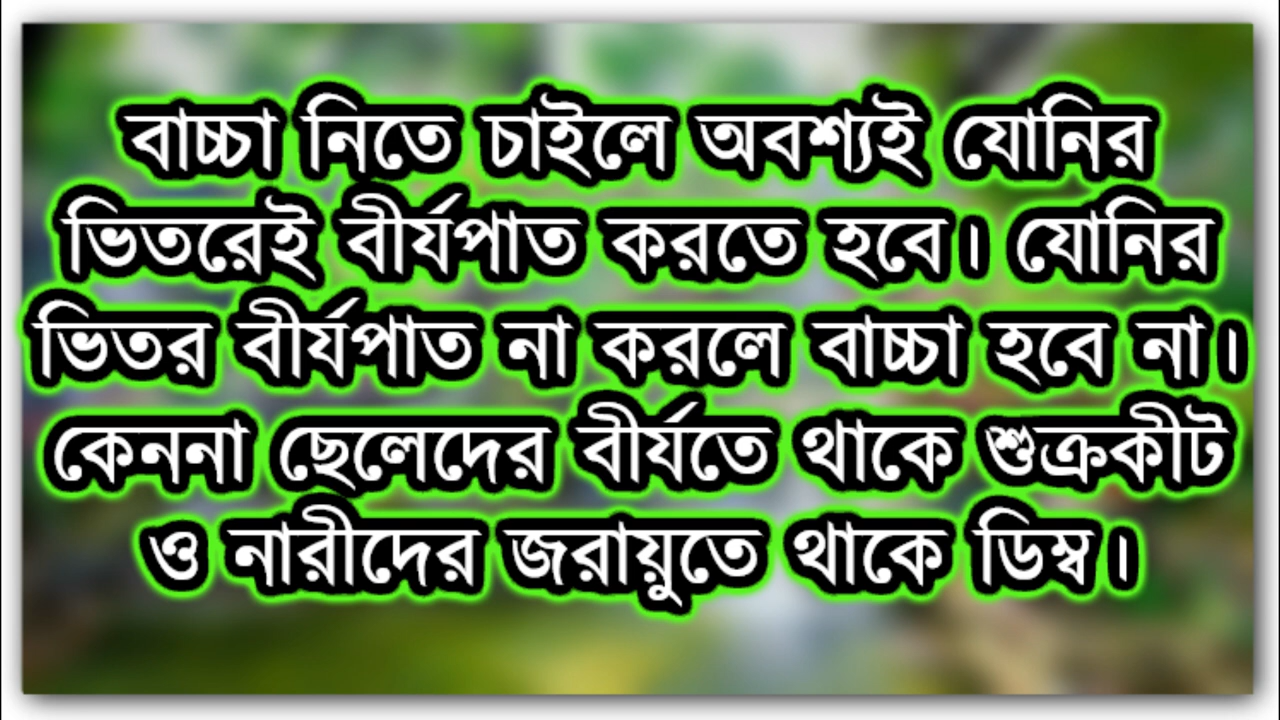 বাচ্চা নিতে চাইলে অবশ্যই যোনির
ভিতরেই বীর্যপাত করতে হবে। যোনির
ভিতর বীর্যপাত না করলে বাচ্চা হবে না।
কেননা ছেলেদের বীর্যতে থাকে শুক্রকীট
ও নারীদের জরায়ুতে থাকে ডিম্ব।